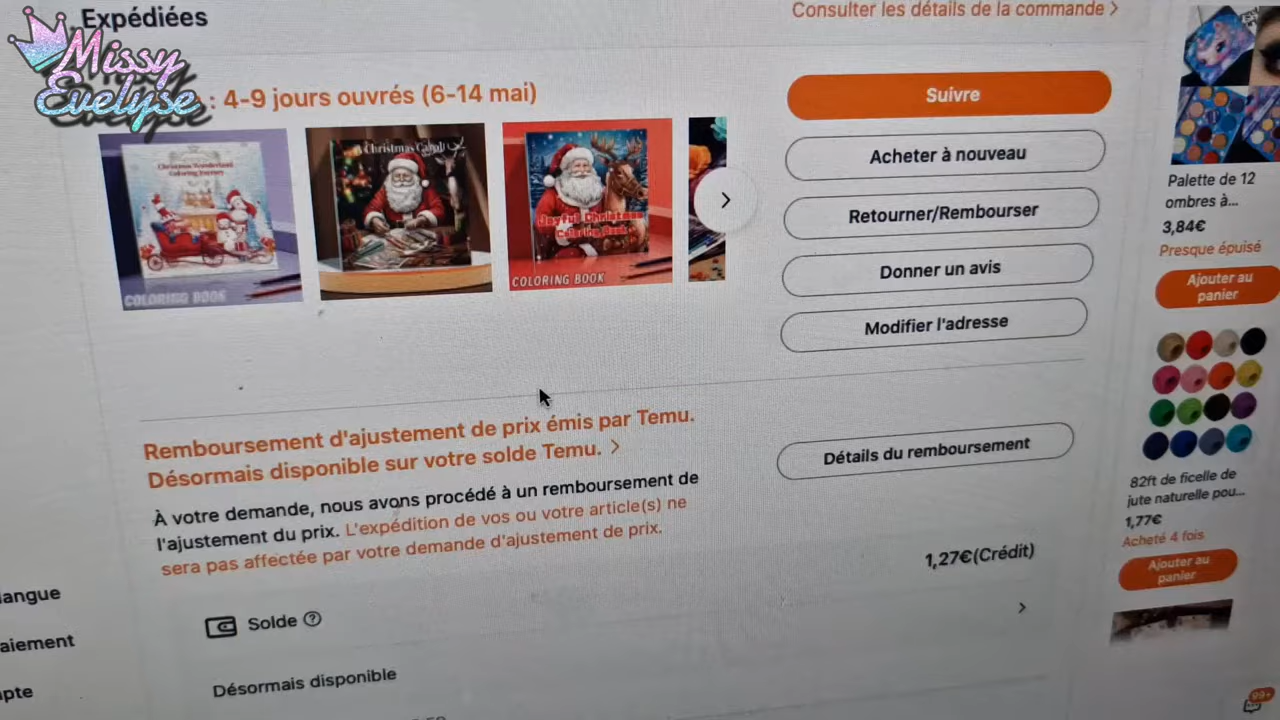 Expédiées
Consulter les détails de la commande >
Missy
Evelyse
: 4-9 jours ouvrés (6-14 mai)
Suivre
Acheter à nouveau
Retourner/Rembourser
Donner un avis
Modifier l'adresse
Christmas Wonderland
Coloring Journey
COLORING BOOK
Joyful Christmas
Coloring Book
COLORING BOOK
Palette de 12
ombres à...
3,84€
Presque épuisé
Ajouter au
panier
Remboursement d'ajustement de prix émis par Temu.
Désormais disponible sur votre solde Temu. >
Détails du remboursement
À votre demande, nous avons procédé à un remboursement de
l'ajustement du prix. L'expédition de vos ou votre article(s) ne
sera pas affectée par votre demande d'ajustement de prix.
1,27€(Crédit)
Solde ?
Désormais disponible
82ft de ficelle de
jute naturelle pou...
1,77€
Acheté 4 fois
Ajouter au
panier
langue
aiement
pte
99+